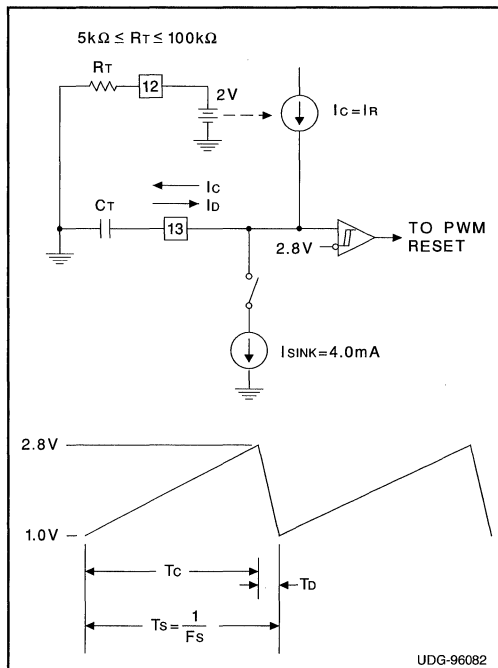 5kΩ ≤ RT ≤ 100kΩ
RT
12
2V
IC=IR
IC
ID
CT
13
2.8V
TO PWM
RESET
ISINK=4.0mA
2.8V
1.0V
TC
TD
TS=1/FS
UDG-96082